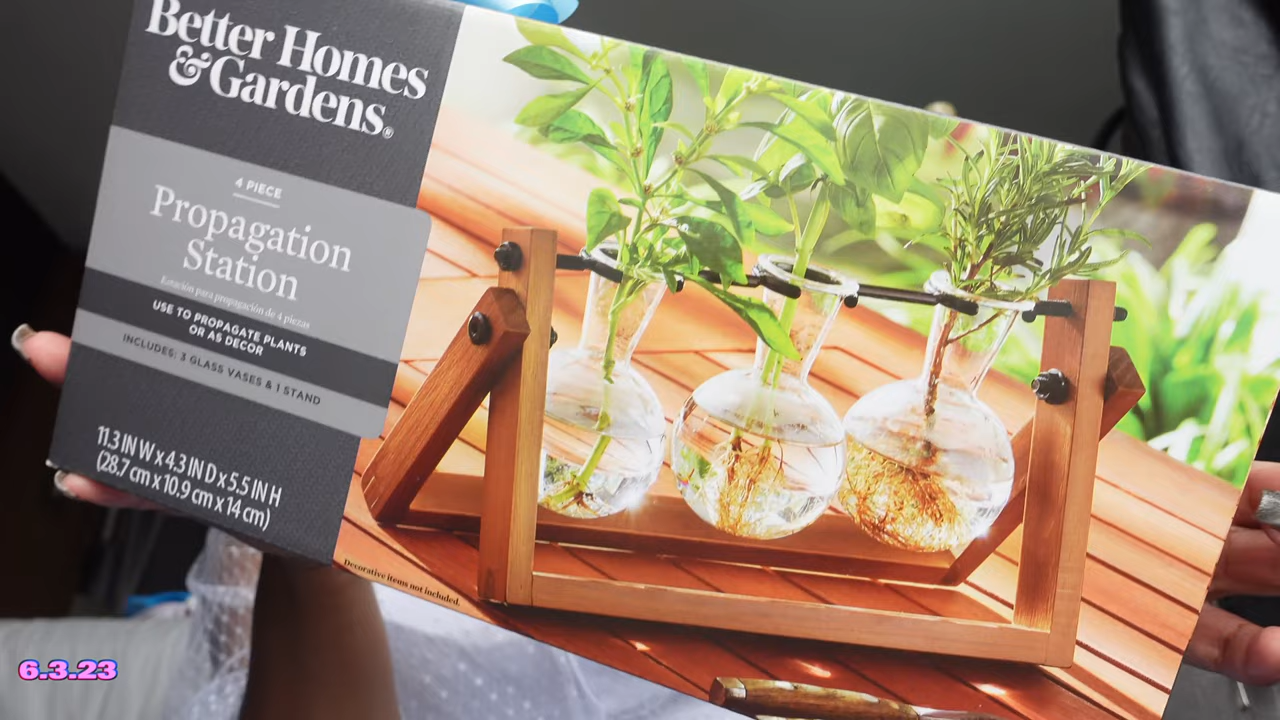 Better Homes
& Gardens®
4 PIECE
Propagation
Station
Estación para propagación de 4 piezas
USE TO PROPAGATE PLANTS
OR AS DECOR
INCLUDES: 3 GLASS VASES & 1 STAND
11.3 IN W x 4.3 IN D x 5.5 IN H
(28.7 cm x 10.9 cm x 14 cm)
Decorative items not included.
6.3.23